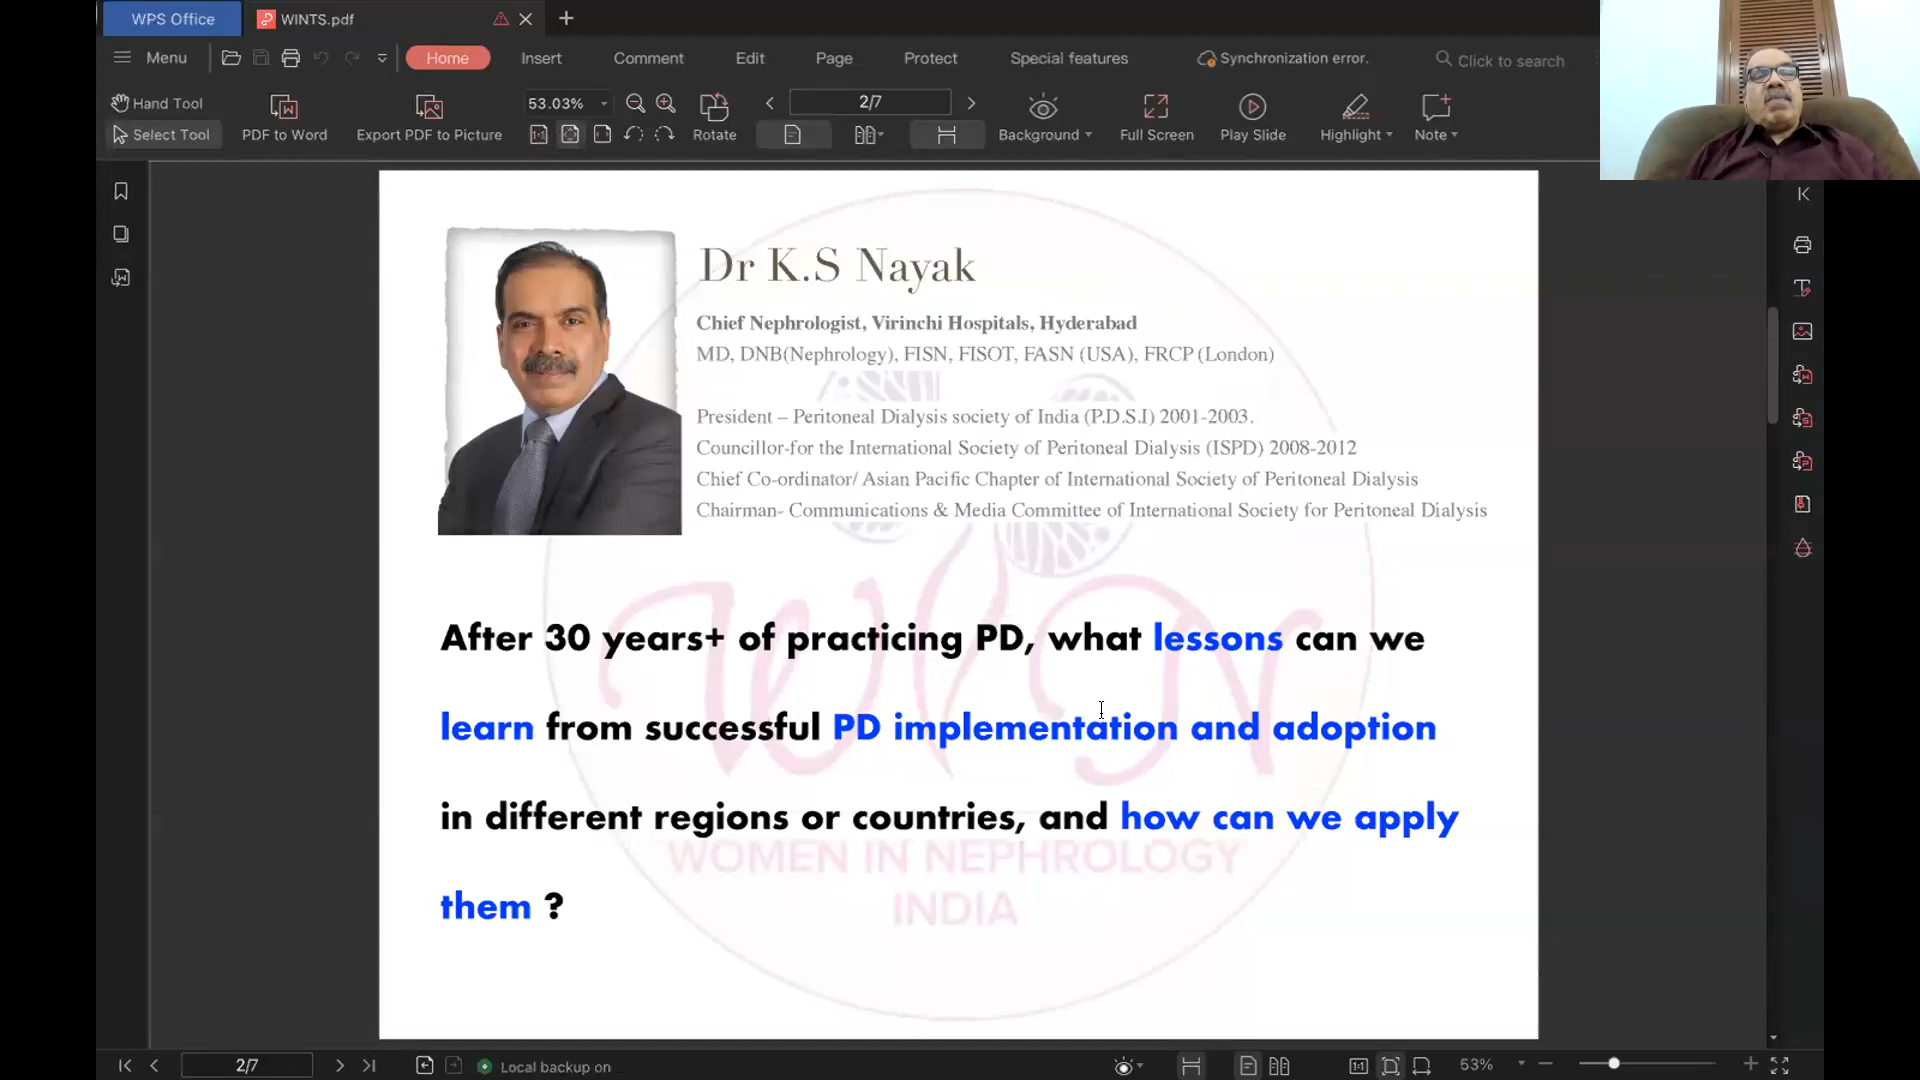 WPS Office
WINTS.pdf
Menu
Home
Insert
Comment
Edit
Page
Protect
Special features
Synchronization error.
Click to search
Hand Tool
Select Tool
PDF to Word
Export PDF to Picture
53.03%
Rotate
2/7
Background
Full Screen
Play Slide
Highlight
Note
Dr K.S Nayak
Chief Nephrologist, Virinchi Hospitals, Hyderabad
MD, DNB(Nephrology), FISN, FISOT, FASN (USA), FRCP (London)
President – Peritoneal Dialysis society of India (P.D.S.I) 2001-2003.
Councillor-for the International Society of Peritoneal Dialysis (ISPD) 2008-2012
Chief Co-ordinator/ Asian Pacific Chapter of International Society of Peritoneal Dialysis
Chairman- Communications & Media Committee of International Society for Peritoneal Dialysis
After 30 years+ of practicing PD, what lessons can we
learn from successful PD implementation and adoption
in different regions or countries, and how can we apply
them ?
WIN
WOMEN IN NEPHROLOGY
INDIA
2/7
Local backup on
53%